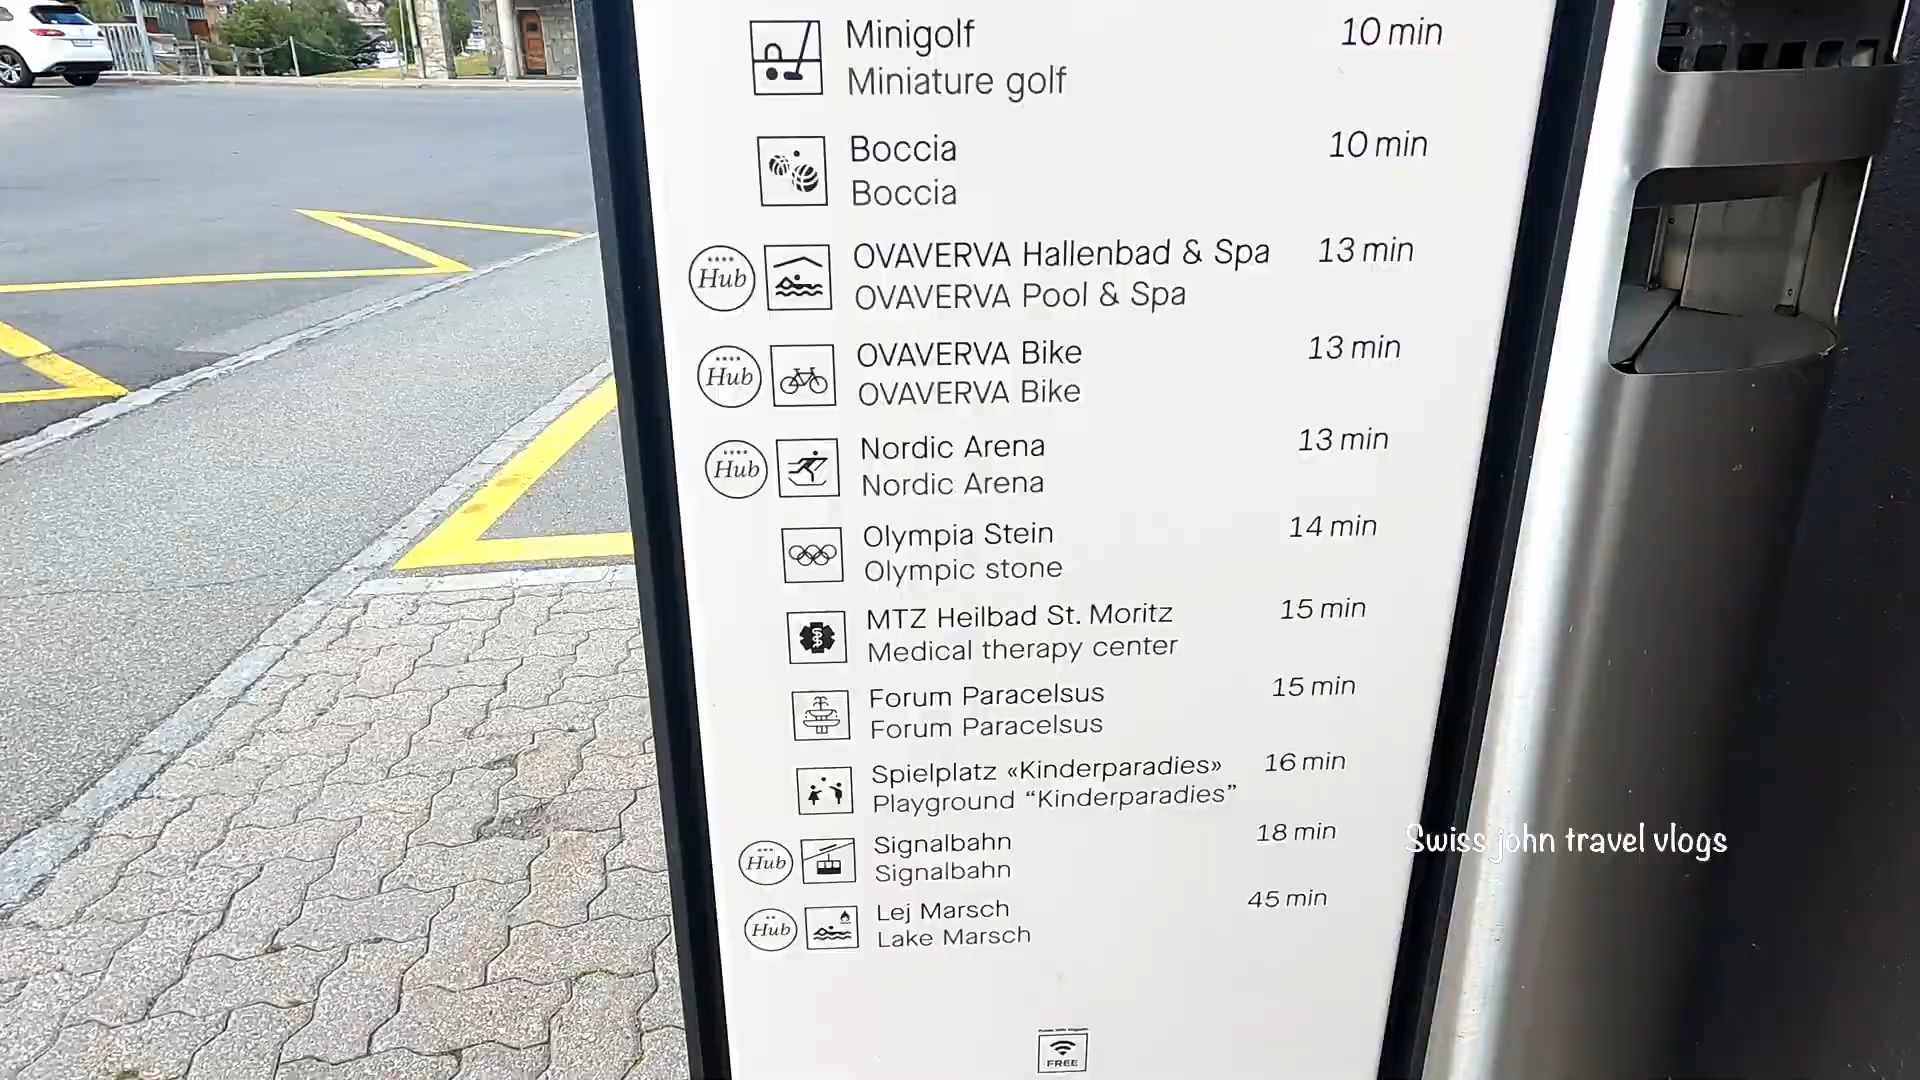 Minigolf 10 min
Miniature golf
Boccia 10 min
Boccia
Hub OVAVERVA Hallenbad & Spa 13 min
OVAVERVA Pool & Spa
Hub OVAVERVA Bike 13 min
OVAVERVA Bike
Hub Nordic Arena 13 min
Nordic Arena
Olympia Stein 14 min
Olympic stone
MTZ Heilbad St. Moritz 15 min
Medical therapy center
Forum Paracelsus 15 min
Forum Paracelsus
Spielplatz «Kinderparadies» 16 min
Playground “Kinderparadies”
Hub Signalbahn 18 min
Signalbahn
Hub Lej Marsch 45 min
Lake Marsch
FREE
Swiss john travel vlogs